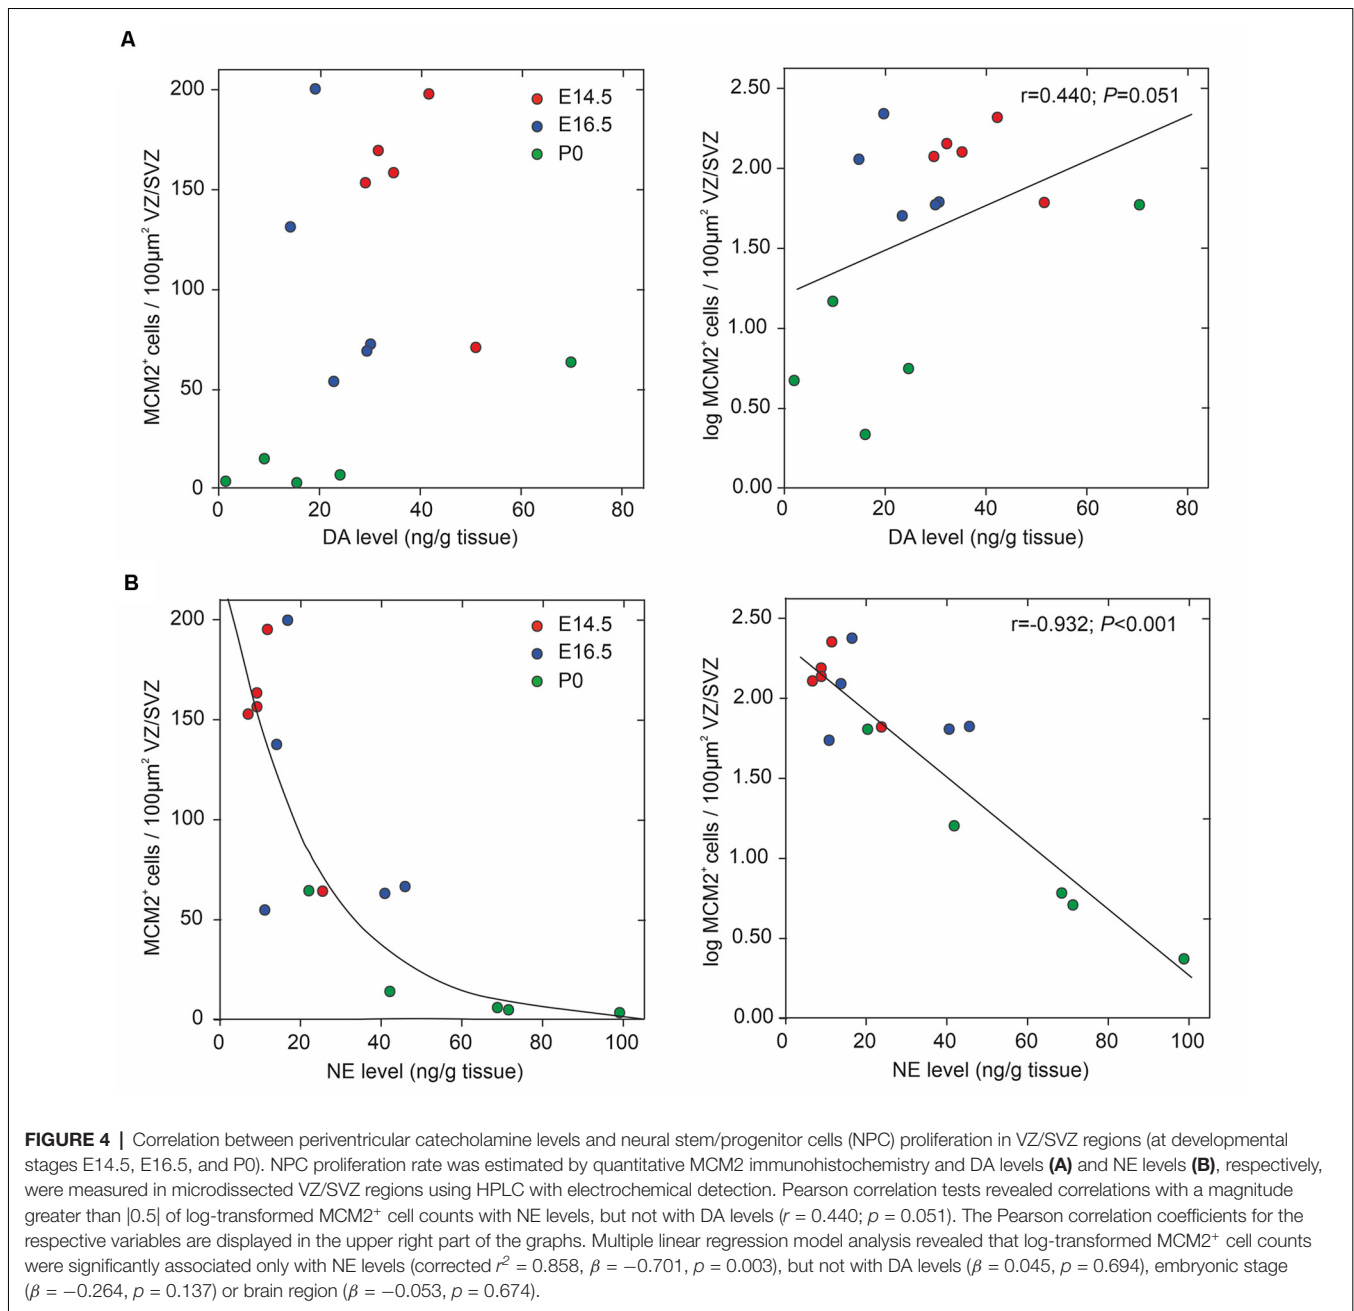 A
200
150
100
50
0
0 20 40 60 80
MCM2⁺ cells / 100µm² VZ/SVZ
DA level (ng/g tissue)
E14.5
E16.5
P0
r=0.440; P=0.051
2.50
2.00
1.50
1.00
0.50
0.00
0 20 40 60 80
log MCM2⁺ cells / 100µm² VZ/SVZ
DA level (ng/g tissue)
B
200
150
100
50
0
0 20 40 60 80 100
MCM2⁺ cells / 100µm² VZ/SVZ
NE level (ng/g tissue)
E14.5
E16.5
P0
r=-0.932; P<0.001
2.50
2.00
1.50
1.00
0.50
0.00
0 20 40 60 80 100
log MCM2⁺ cells / 100µm² VZ/SVZ
NE level (ng/g tissue)
FIGURE 4 | Correlation between periventricular catecholamine levels and neural stem/progenitor cells (NPC) proliferation in VZ/SVZ regions (at developmental
stages E14.5, E16.5, and P0). NPC proliferation rate was estimated by quantitative MCM2 immunohistochemistry and DA levels (A) and NE levels (B), respectively,
were measured in microdissected VZ/SVZ regions using HPLC with electrochemical detection. Pearson correlation tests revealed correlations with a magnitude
greater than |0.5| of log-transformed MCM2⁺ cell counts with NE levels, but not with DA levels (r = 0.440; p = 0.051). The Pearson correlation coefficients for the
respective variables are displayed in the upper right part of the graphs. Multiple linear regression model analysis revealed that log-transformed MCM2⁺ cell counts
were significantly associated only with NE levels (corrected r² = 0.858, β = −0.701, p = 0.003), but not with DA levels (β = 0.045, p = 0.694), embryonic stage
(β = −0.264, p = 0.137) or brain region (β = −0.053, p = 0.674).